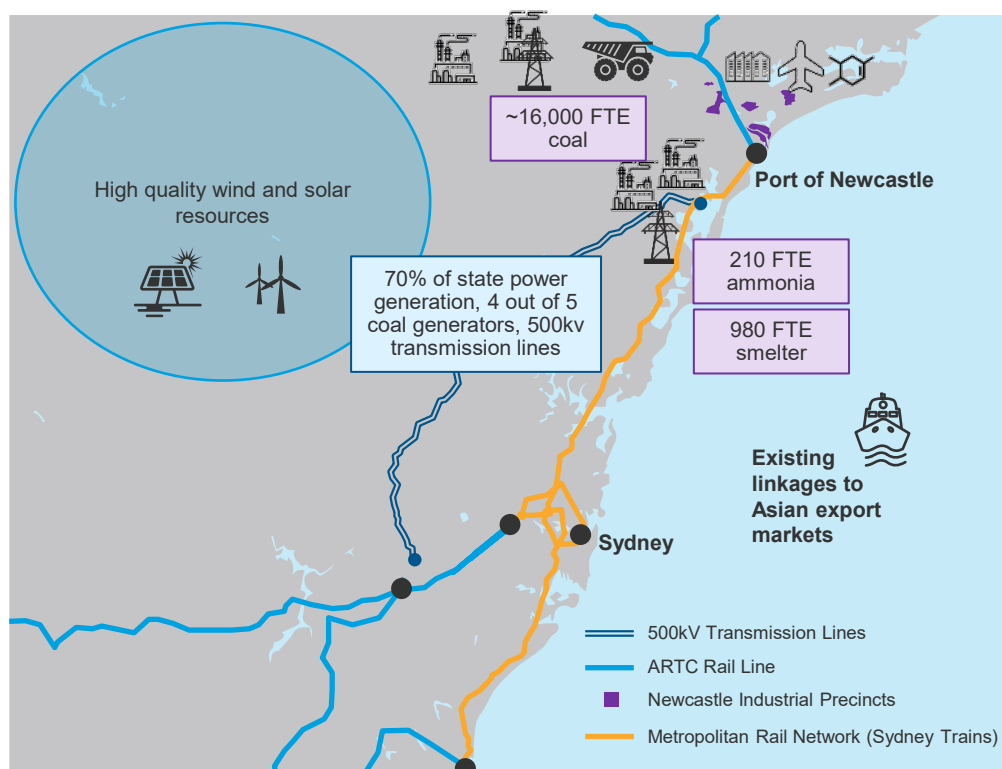 ~16,000 FTE
coal
Port of Newcastle
High quality wind and solar
resources
70% of state power
generation, 4 out of 5
coal generators, 500kv
transmission lines
210 FTE
ammonia
980 FTE
smelter
Existing
linkages to
Asian export
markets
Sydney
500kV Transmission Lines
ARTC Rail Line
Newcastle Industrial Precincts
Metropolitan Rail Network (Sydney Trains)